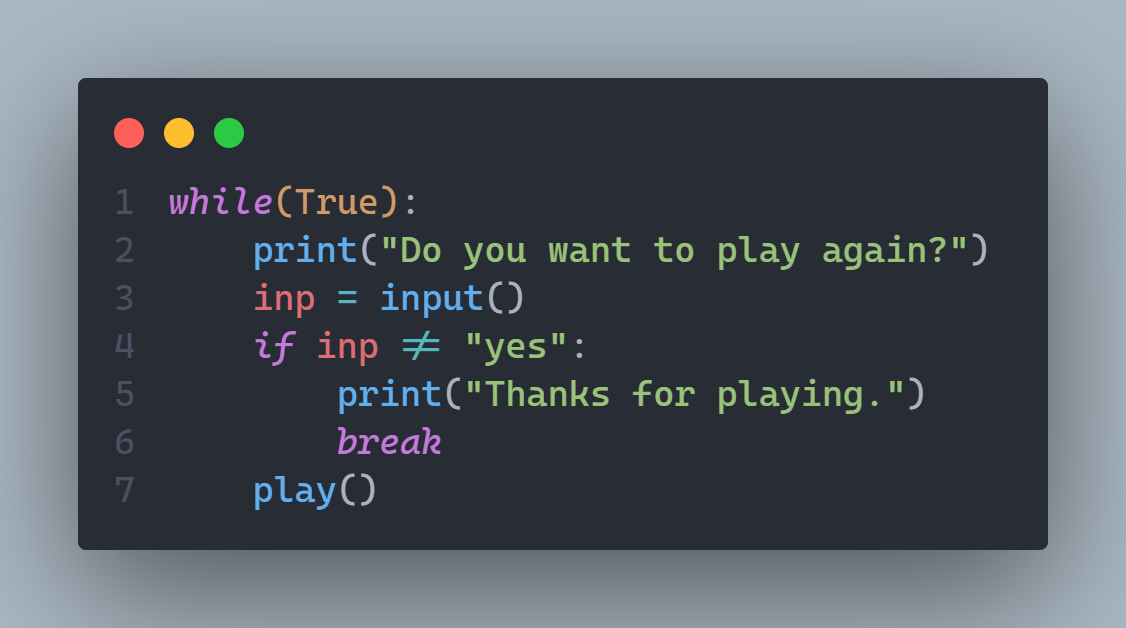 1 while(True):
2     print("Do you want to play again?")
3     inp = input()
4     if inp != "yes":
5         print("Thanks for playing.")
6         break
7     play()